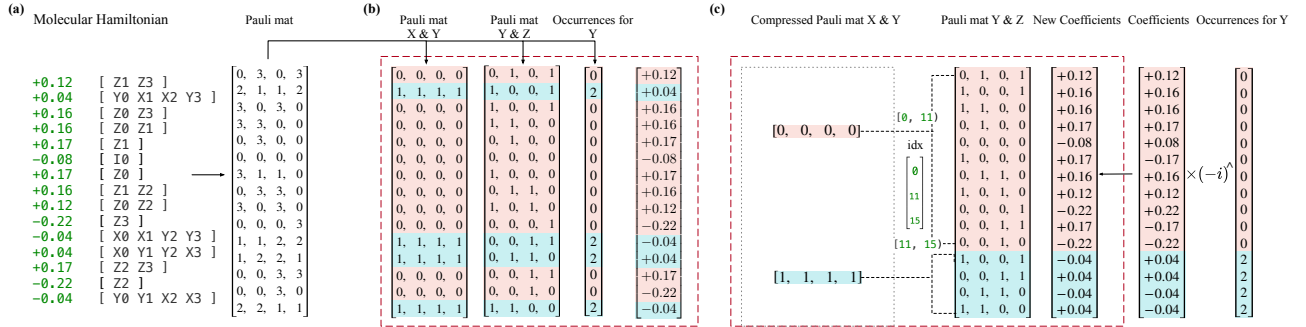 (a)
Molecular Hamiltonian
Pauli mat
+0.12 [ Z1 Z3 ]
+0.04 [ Y0 X1 X2 Y3 ]
+0.16 [ Z0 Z3 ]
+0.16 [ Z0 Z1 ]
+0.17 [ Z1 ]
-0.08 [ I0 ]
+0.17 [ Z0 ]
+0.16 [ Z1 Z2 ]
+0.12 [ Z0 Z2 ]
-0.22 [ Z3 ]
-0.04 [ X0 X1 Y2 Y3 ]
+0.04 [ X0 Y1 Y2 X3 ]
+0.17 [ Z2 Z3 ]
-0.22 [ Z2 ]
-0.04 [ Y0 Y1 X2 X3 ]
0, 3, 0, 3
2, 1, 1, 2
3, 0, 3, 0
3, 3, 0, 0
0, 3, 0, 0
0, 0, 0, 0
3, 1, 1, 0
0, 3, 3, 0
3, 0, 3, 0
0, 0, 0, 3
1, 1, 2, 2
1, 2, 2, 1
0, 0, 3, 3
0, 0, 3, 0
2, 2, 1, 1
(b)
Pauli mat
X & Y
Pauli mat
Y & Z
Occurrences for
Y
0, 0, 0, 0 0, 1, 0, 1 0 +0.12
1, 1, 1, 1 1, 0, 0, 1 2 +0.04
0, 0, 0, 0 1, 0, 0, 1 0 +0.16
0, 0, 0, 0 1, 1, 0, 0 0 +0.16
0, 0, 0, 0 0, 1, 0, 0 0 +0.17
0, 0, 0, 0 0, 0, 0, 0 0 −0.08
0, 0, 0, 0 1, 0, 0, 0 0 +0.17
0, 0, 0, 0 0, 1, 1, 0 0 +0.16
0, 0, 0, 0 1, 0, 1, 0 0 +0.12
0, 0, 0, 0 0, 0, 0, 1 0 −0.22
1, 1, 1, 1 0, 0, 1, 1 2 −0.04
1, 1, 1, 1 0, 1, 1, 0 2 +0.04
0, 0, 0, 0 0, 0, 1, 1 0 +0.17
0, 0, 0, 0 0, 0, 1, 0 0 −0.22
1, 1, 1, 1 1, 1, 0, 0 2 −0.04
(c)
Compressed Pauli mat X & Y
Pauli mat Y & Z
New Coefficients
Coefficients
Occurrences for Y
[0, 0, 0, 0]
[1, 1, 1, 1]
[0, 11)
idx
0
11
15
[11, 15)
0, 1, 0, 1 +0.12 +0.12 0
1, 0, 0, 1 +0.16 +0.16 0
1, 1, 0, 0 +0.16 +0.16 0
0, 1, 0, 0 +0.17 +0.17 0
0, 0, 0, 0 −0.08 −0.08 0
1, 0, 0, 0 +0.17 +0.17 0
0, 1, 1, 0 +0.16 +0.16 0
1, 0, 1, 0 +0.12 +0.12 0
0, 0, 0, 1 −0.22 −0.22 0
0, 0, 1, 1 +0.17 +0.17 0
0, 0, 1, 0 −0.22 −0.22 0
1, 0, 0, 1 −0.04 +0.04 2
0, 0, 1, 1 +0.04 −0.04 2
0, 1, 1, 0 −0.04 +0.04 2
1, 1, 0, 0 +0.04 −0.04 2
×(−i)^